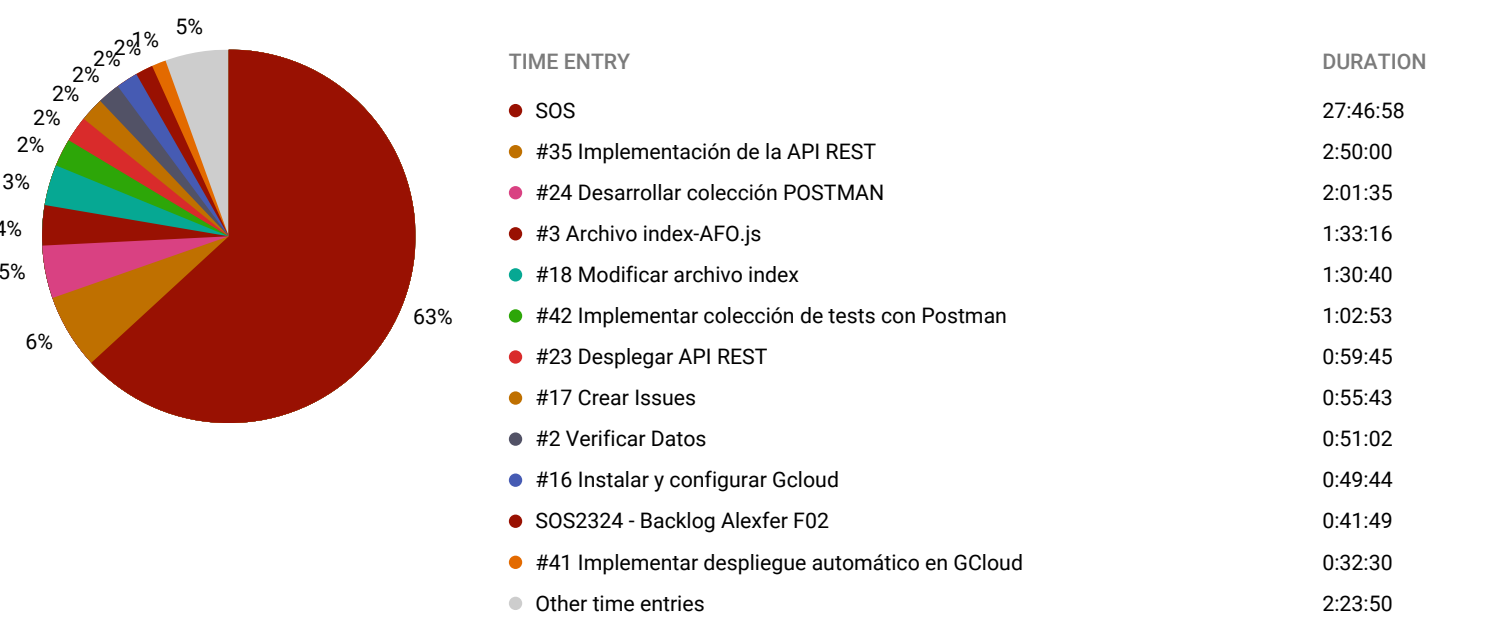 5%
1%
2%
2%
2%
2%
2%
2%
3%
4%
5%
6%
63%
TIME ENTRY DURATION
SOS 27:46:58
#35 Implementación de la API REST 2:50:00
#24 Desarrollar colección POSTMAN 2:01:35
#3 Archivo index-AFO.js 1:33:16
#18 Modificar archivo index 1:30:40
#42 Implementar colección de tests con Postman 1:02:53
#23 Desplegar API REST 0:59:45
#17 Crear Issues 0:55:43
#2 Verificar Datos 0:51:02
#16 Instalar y configurar Gcloud 0:49:44
SOS2324 - Backlog Alexfer F02 0:41:49
#41 Implementar despliegue automático en GCloud 0:32:30
Other time entries 2:23:50